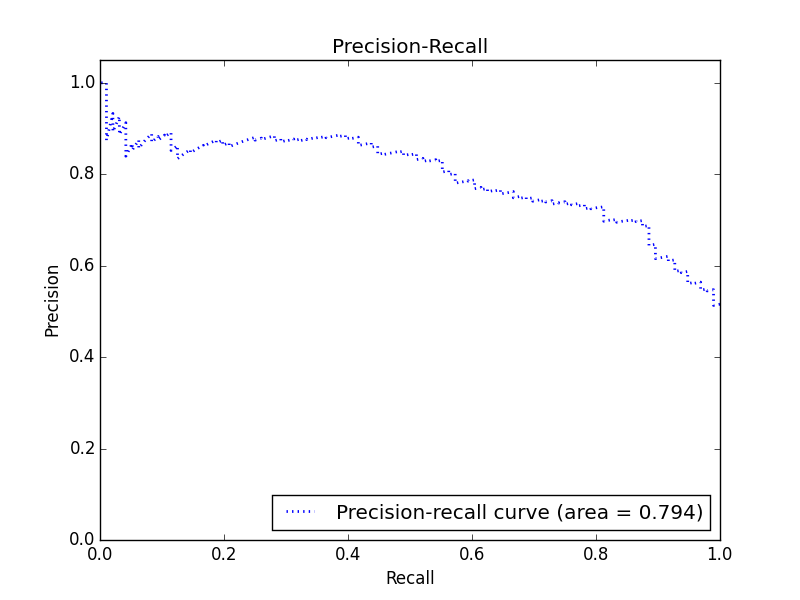 Precision-Recall
1.0
0.8
0.6
0.4
0.2
0.0
Precision
0.0 0.2 0.4 0.6 0.8 1.0
Recall
Precision-recall curve (area = 0.794)